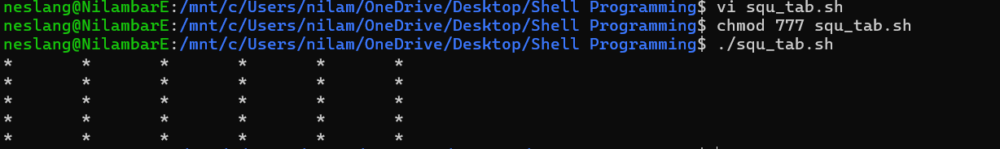 neslang@NilambarE:/mnt/c/Users/nilam/OneDrive/Desktop/Shell Programming$ vi squ_tab.sh
neslang@NilambarE:/mnt/c/Users/nilam/OneDrive/Desktop/Shell Programming$ chmod 777 squ_tab.sh
neslang@NilambarE:/mnt/c/Users/nilam/OneDrive/Desktop/Shell Programming$ ./squ_tab.sh
*       *       *       *       *       *
*       *       *       *       *       *
*       *       *       *       *       *
*       *       *       *       *       *
*       *       *       *       *       *